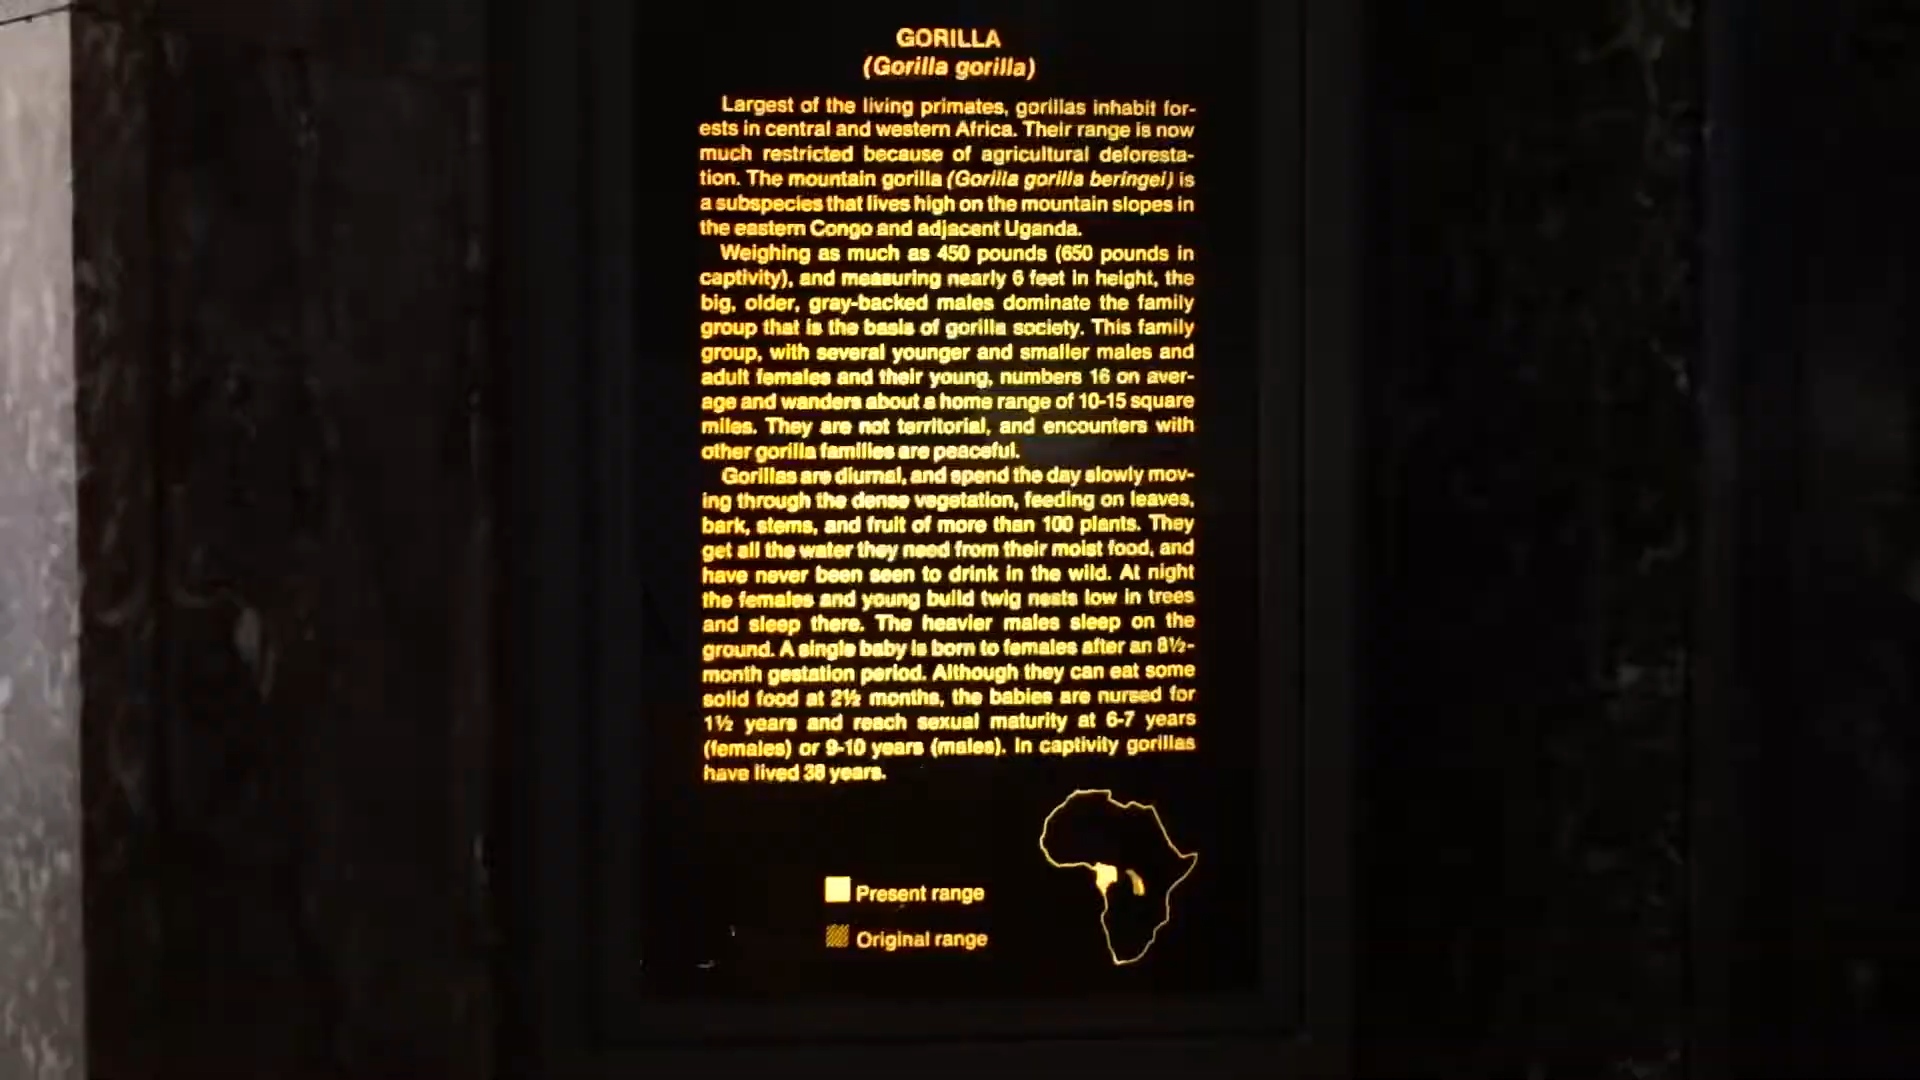 GORILLA
(Gorilla gorilla)
Largest of the living primates, gorillas inhabit for-
ests in central and western Africa. Their range is now
much restricted because of agricultural deforesta-
tion. The mountain gorilla (Gorilla gorilla beringei) is
a subspecies that lives high on the mountain slopes in
the eastern Congo and adjacent Uganda.
Weighing as much as 450 pounds (650 pounds in
captivity), and measuring nearly 6 feet in height, the
big, older, gray-backed males dominate the family
group that is the basis of gorilla society. This family
group, with several younger and smaller males and
adult females and their young, numbers 16 on aver-
age and wanders about a home range of 10-15 square
miles. They are not territorial, and encounters with
other gorilla families are peaceful.
Gorillas are diurnal, and spend the day slowly mov-
ing through the dense vegetation, feeding on leaves,
bark, stems, and fruit of more than 100 plants. They
get all the water they need from their moist food, and
have never been seen to drink in the wild. At night
the females and young build twig nests low in trees
and sleep there. The heavier males sleep on the
ground. A single baby is born to females after an 8½-
month gestation period. Although they can eat some
solid food at 2½ months, the babies are nursed for
1½ years and reach sexual maturity at 6-7 years
(females) or 9-10 years (males). In captivity gorillas
have lived 38 years.
Present range
Original range